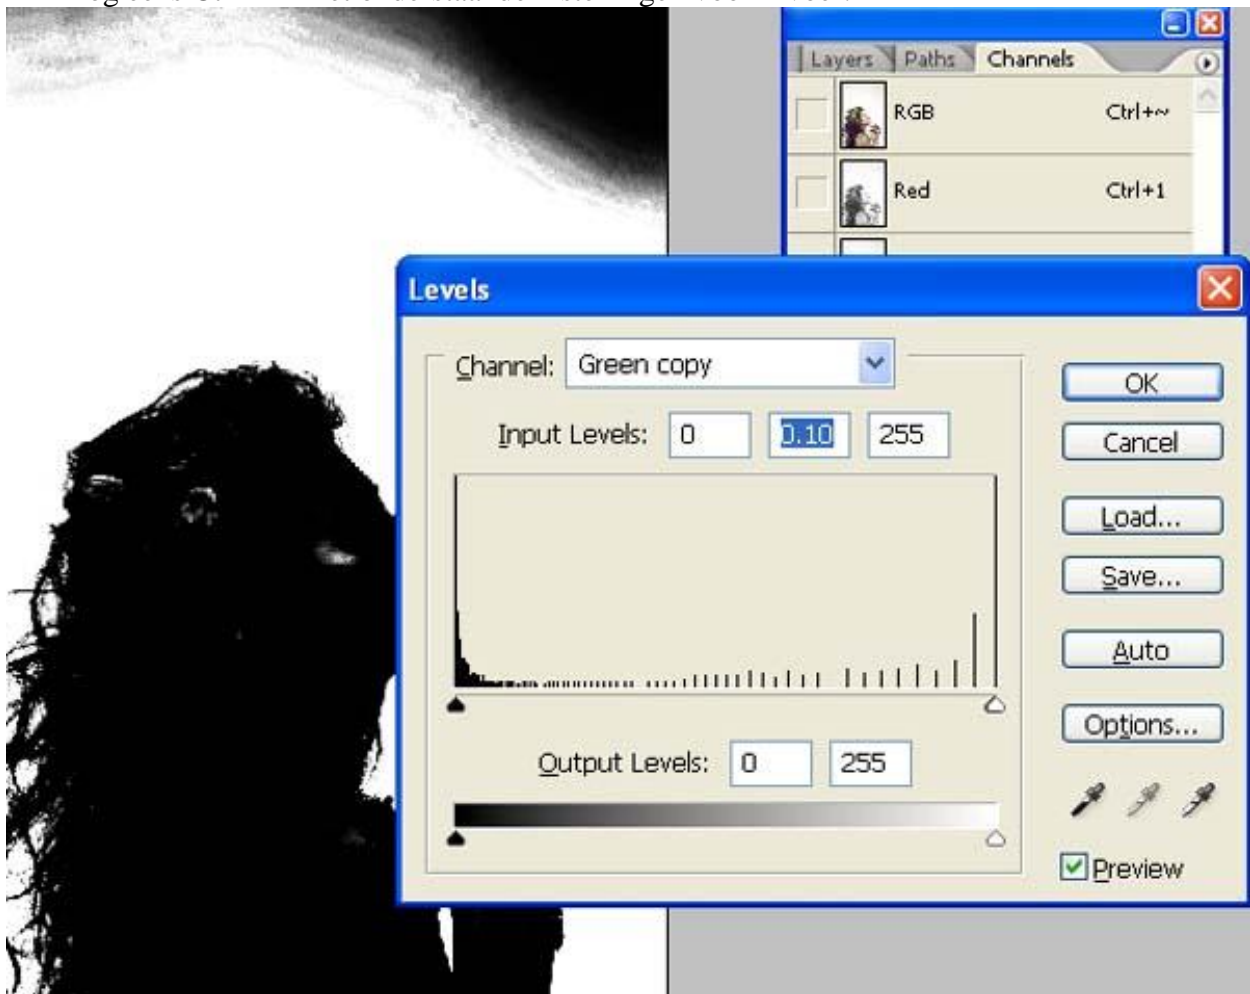 Layers Paths Channels
RGB Ctrl+~
Red Ctrl+1
Levels
Channel: Green copy
Input Levels: 0 0.10 255
Output Levels: 0 255
OK
Cancel
Load...
Save...
Auto
Options...
Preview